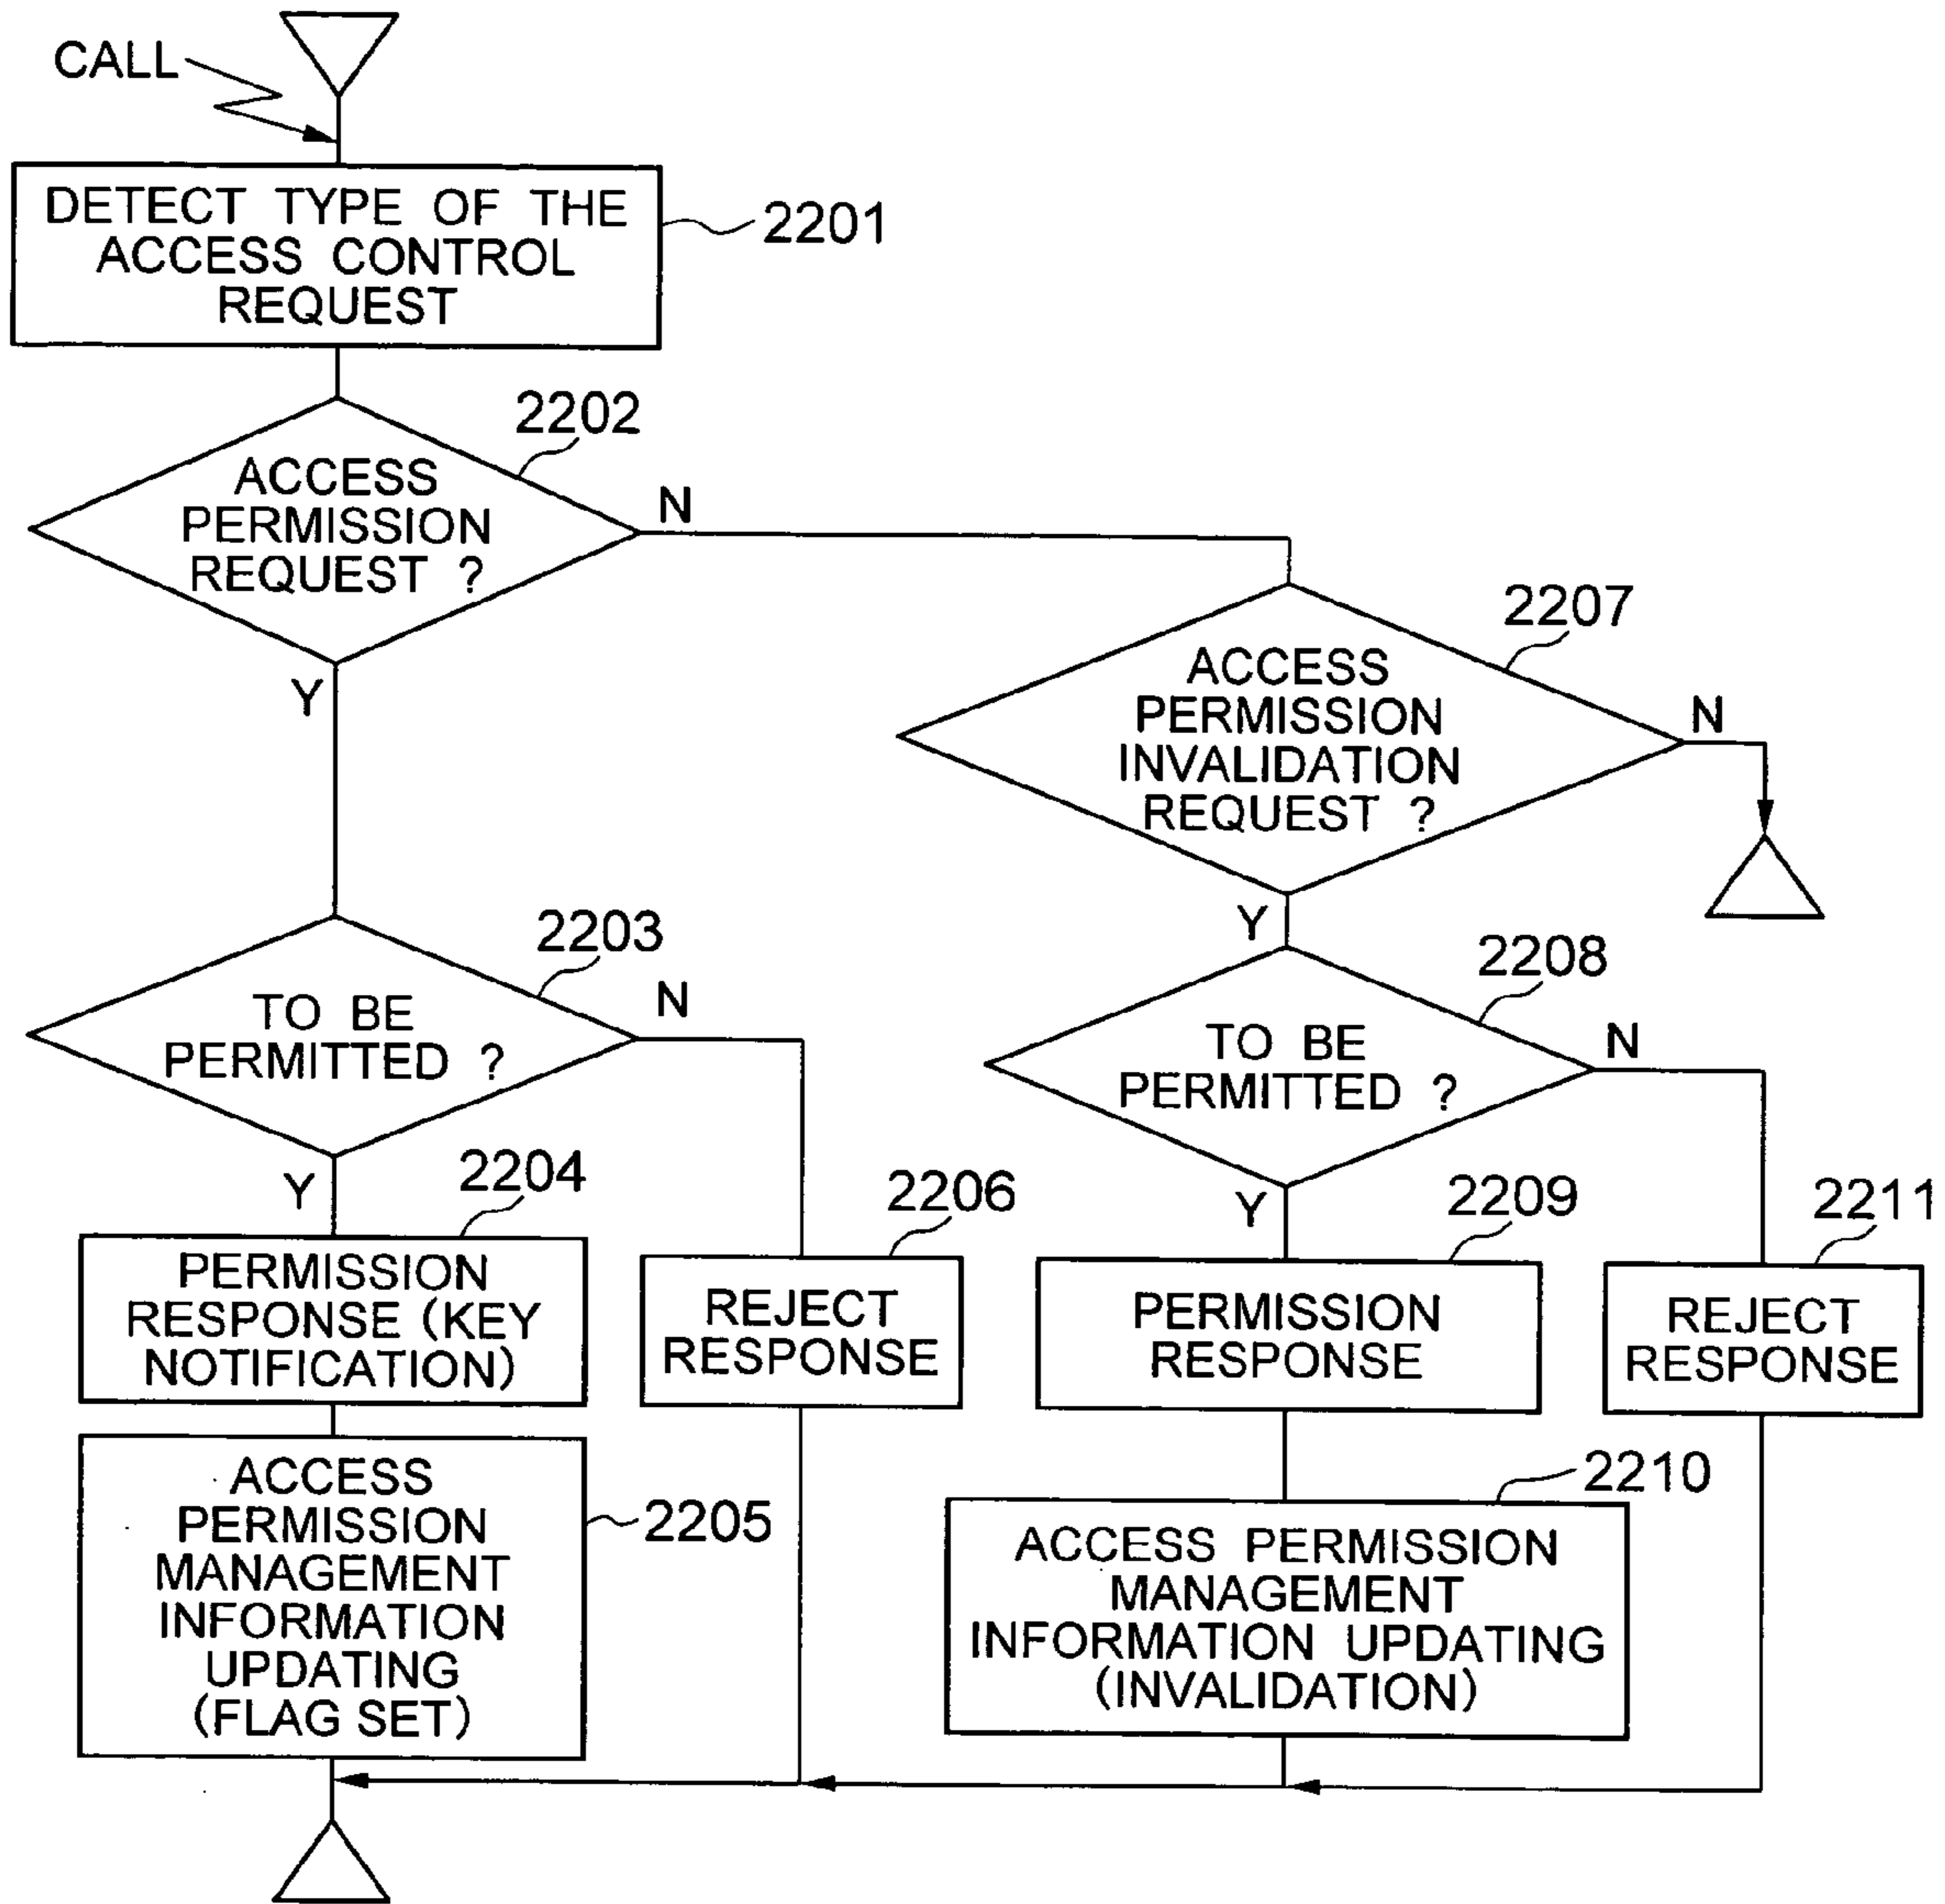 CALL
DETECT TYPE OF THE
ACCESS CONTROL
REQUEST
2201
2202
ACCESS
PERMISSION
REQUEST ?
N
Y
2207
ACCESS
PERMISSION
INVALIDATION
REQUEST ?
N
Y
2203
TO BE
PERMITTED ?
N
Y
2208
TO BE
PERMITTED ?
N
Y
2204
PERMISSION
RESPONSE (KEY
NOTIFICATION)
2206
REJECT
RESPONSE
2209
PERMISSION
RESPONSE
2211
REJECT
RESPONSE
ACCESS
PERMISSION
MANAGEMENT
INFORMATION
UPDATING
(FLAG SET)
2205
2210
ACCESS PERMISSION
MANAGEMENT
INFORMATION UPDATING
(INVALIDATION)